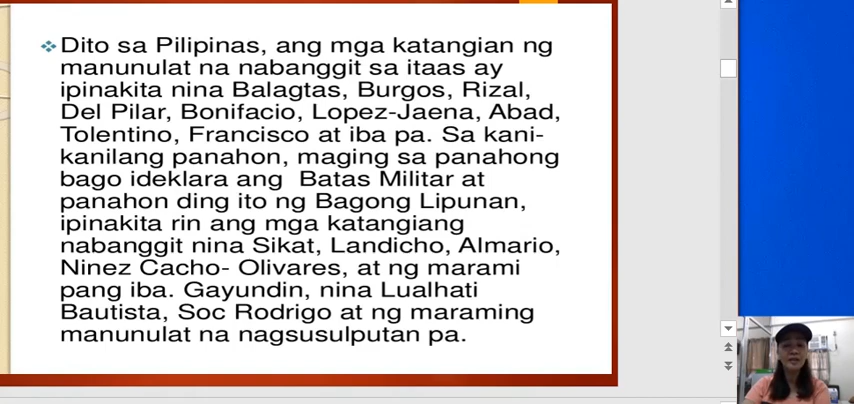 Dito sa Pilipinas, ang mga katangian ng
manunulat na nabanggit sa itaas ay
ipinakita nina Balagtas, Burgos, Rizal,
Del Pilar, Bonifacio, Lopez-Jaena, Abad,
Tolentino, Francisco at iba pa. Sa kani-
kanilang panahon, maging sa panahong
bago ideklara ang Batas Militar at
panahon ding ito ng Bagong Lipunan,
ipinakita rin ang mga katangiang
nabanggit nina Sikat, Landicho, Almario,
Ninez Cacho- Olivares, at ng marami
pang iba. Gayundin, nina Lualhati
Bautista, Soc Rodrigo at ng maraming
manunulat na nagsusulputan pa.